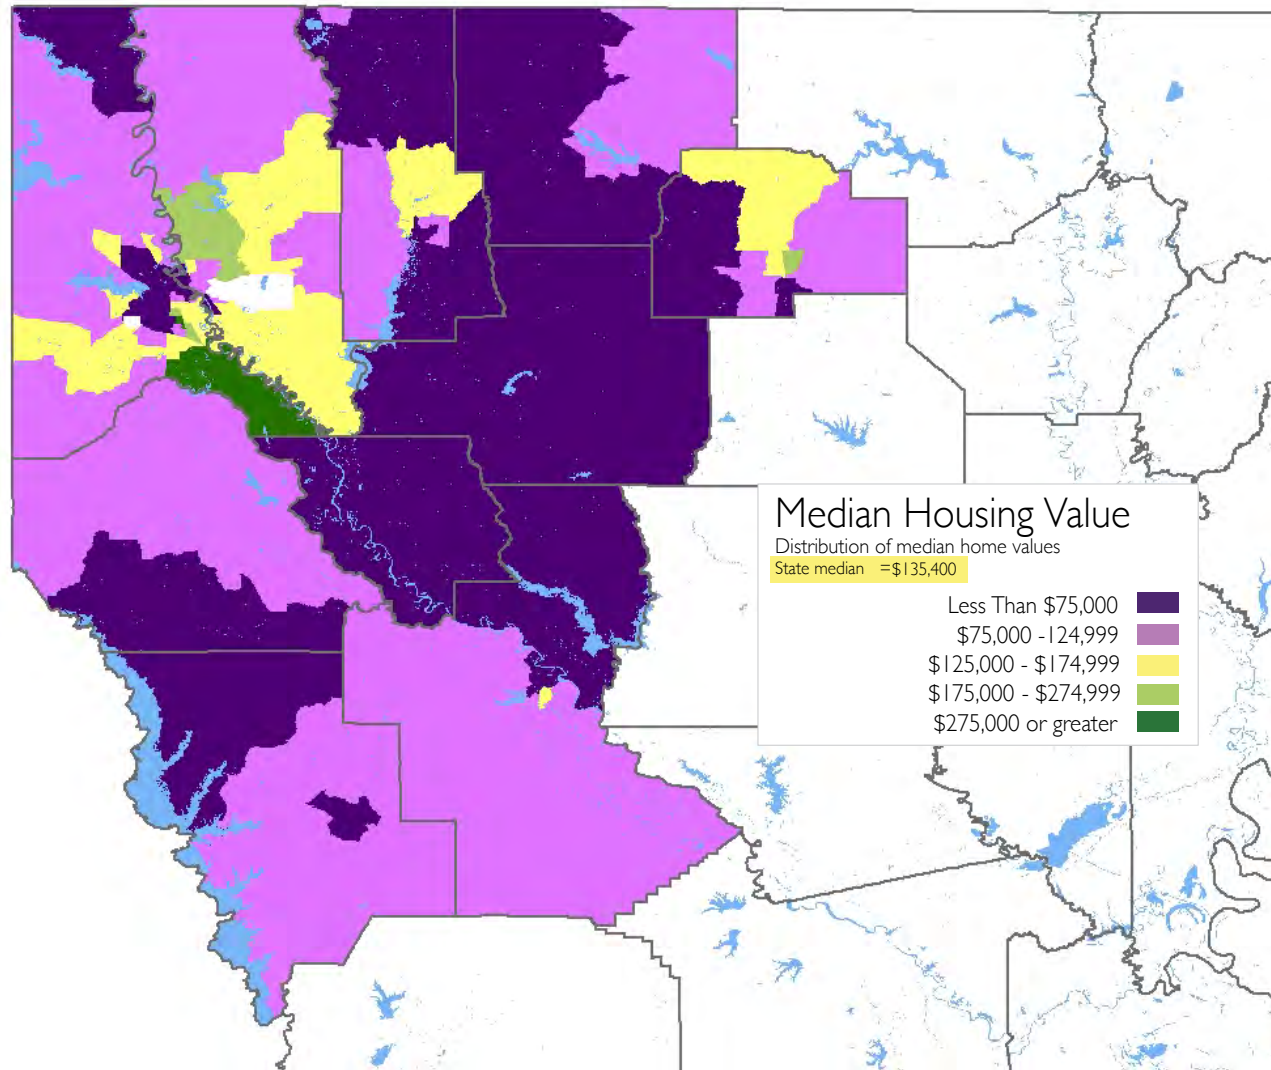 Median Housing Value
Distribution of median home values
State median =$135,400
Less Than $75,000
$75,000 -124,999
$125,000 - $174,999
$175,000 - $274,999
$275,000 or greater